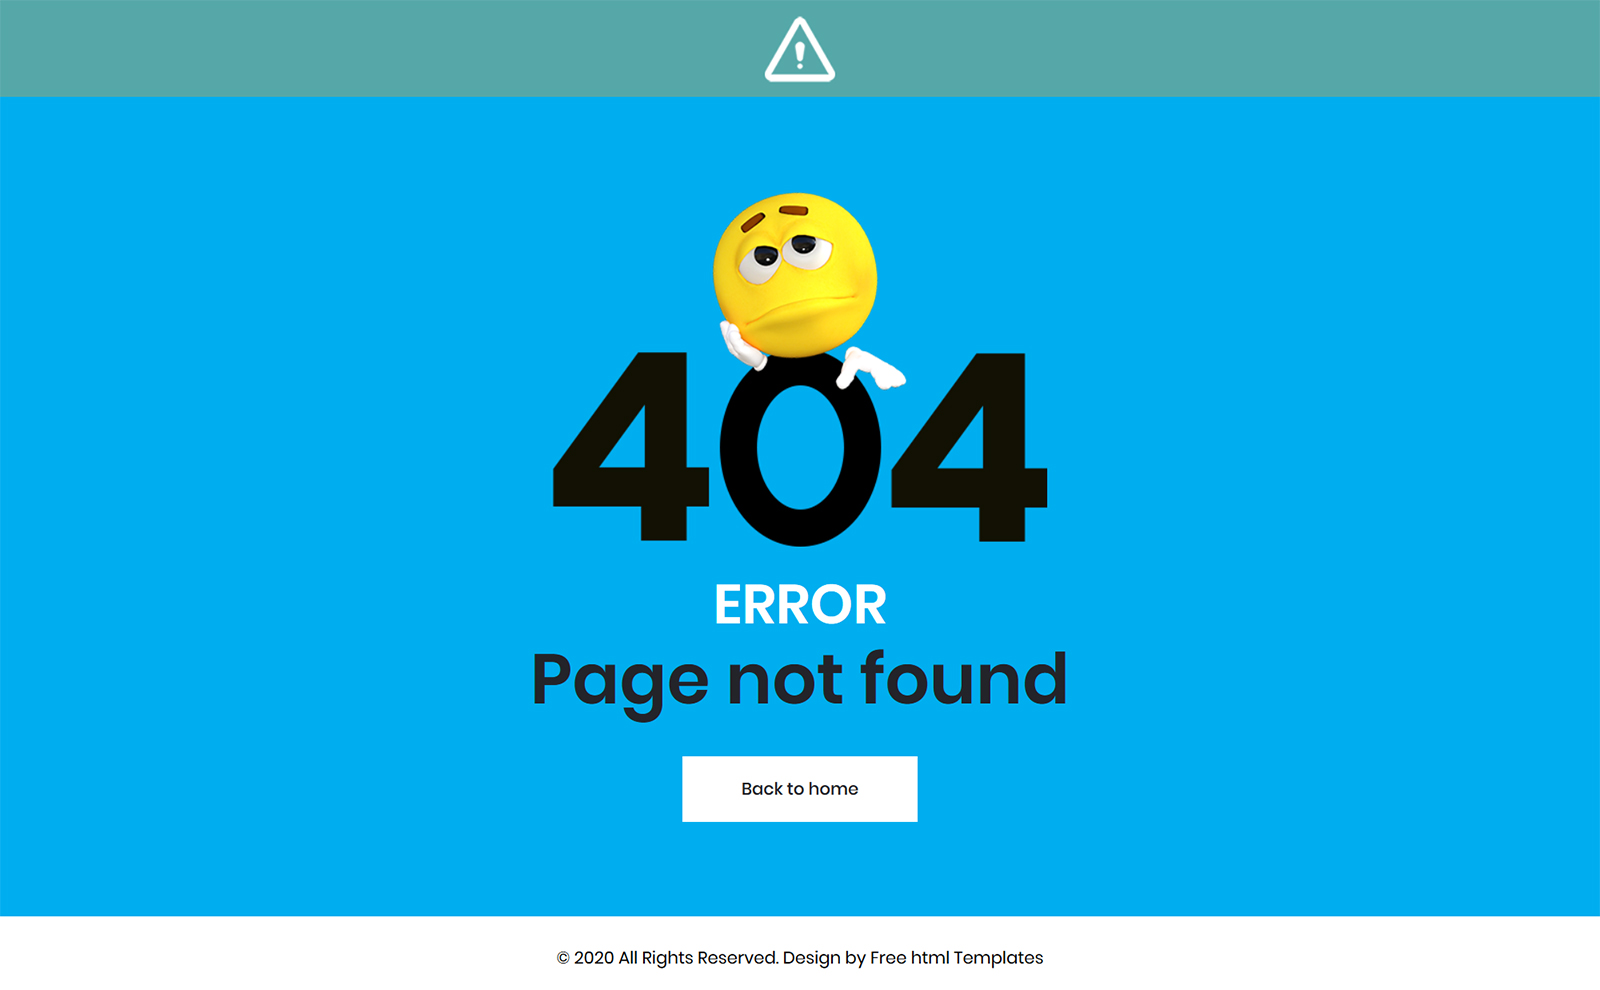 404
ERROR
Page not found
Back to home
© 2020 All Rights Reserved. Design by Free html Templates